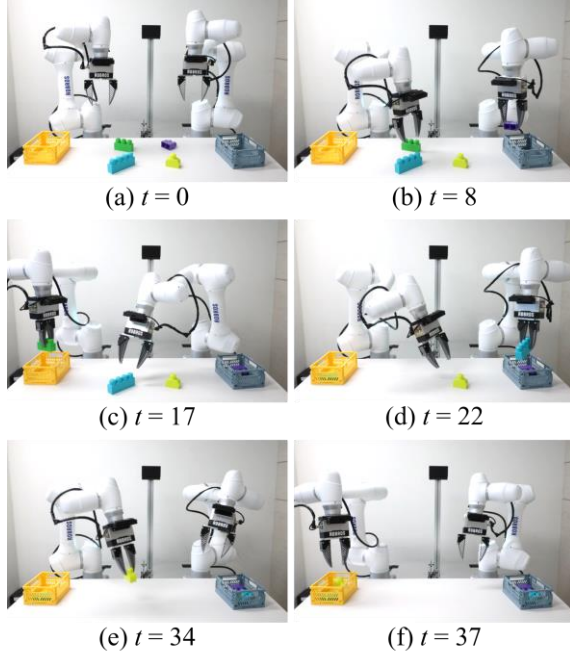 (a) t = 0
(b) t = 8
(c) t = 17
(d) t = 22
(e) t = 34
(f) t = 37